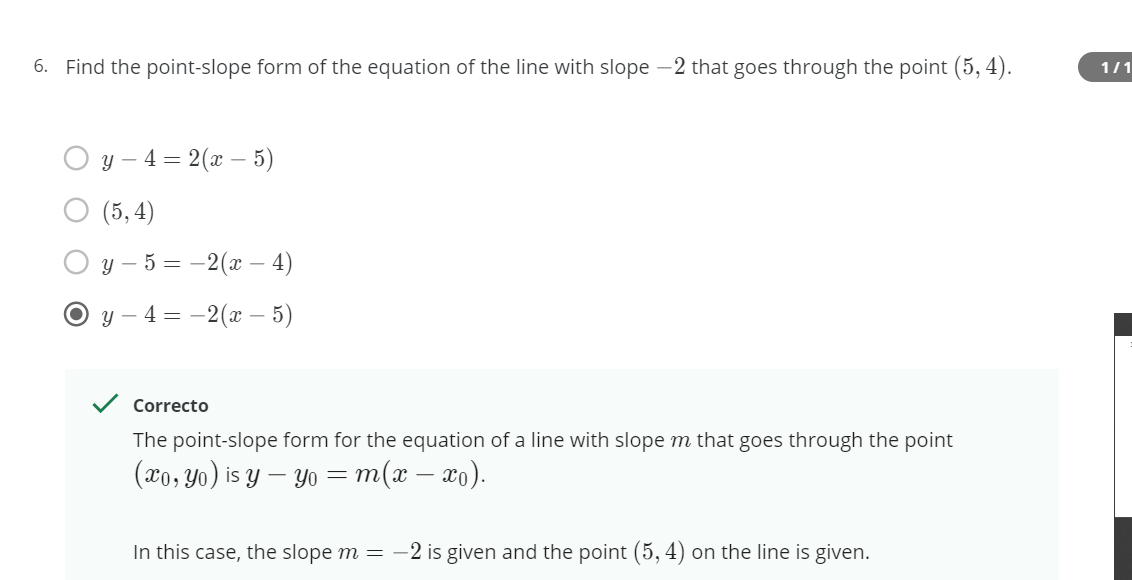 6. Find the point-slope form of the equation of the line with slope −2 that goes through the point (5, 4).
1 / 1
y − 4 = 2(x − 5)
(5, 4)
y − 5 = −2(x − 4)
y − 4 = −2(x − 5)
Correcto
The point-slope form for the equation of a line with slope m that goes through the point
(x₀, y₀) is y − y₀ = m(x − x₀).
In this case, the slope m = −2 is given and the point (5, 4) on the line is given.